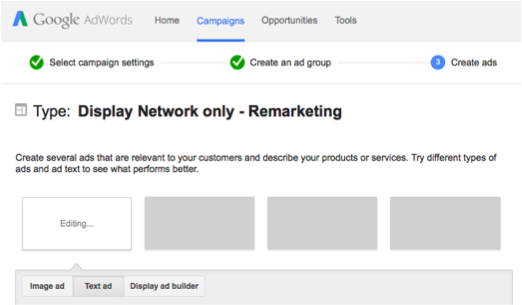 Google AdWords Home Campaigns Opportunities Tools
Select campaign settings Create an ad group 3 Create ads
Type: Display Network only - Remarketing
Create several ads that are relevant to your customers and describe your products or services. Try different types of
ads and ad text to see what performs better.
Editing...
Image ad Text ad Display ad builder